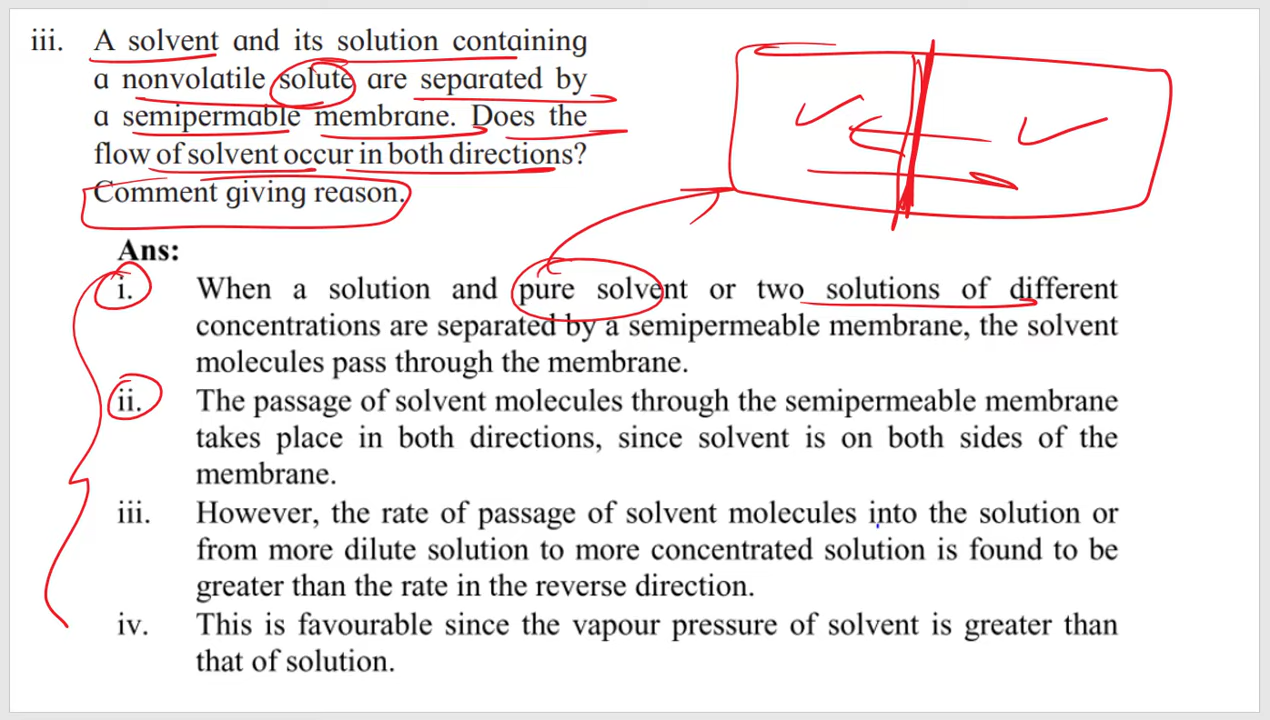 iii. A solvent and its solution containing
a nonvolatile solute are separated by
a semipermable membrane. Does the
flow of solvent occur in both directions?
Comment giving reason.
Ans:
i. When a solution and pure solvent or two solutions of different
concentrations are separated by a semipermeable membrane, the solvent
molecules pass through the membrane.
ii. The passage of solvent molecules through the semipermeable membrane
takes place in both directions, since solvent is on both sides of the
membrane.
iii. However, the rate of passage of solvent molecules into the solution or
from more dilute solution to more concentrated solution is found to be
greater than the rate in the reverse direction.
iv. This is favourable since the vapour pressure of solvent is greater than
that of solution.